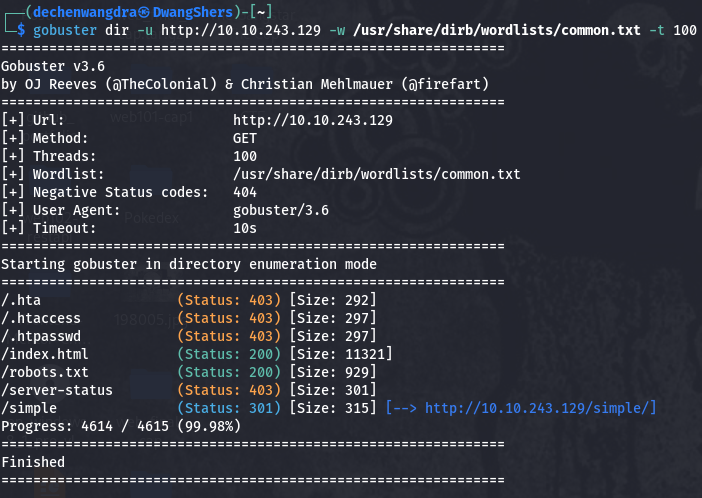 ┌──(dechenwangdra㉿DwangShers)-[~]
└─$ gobuster dir -u http://10.10.243.129 -w /usr/share/dirb/wordlists/common.txt -t 100
===============================================================
Gobuster v3.6
by OJ Reeves (@TheColonial) & Christian Mehlmauer (@firefart)
===============================================================
[+] Url:                     http://10.10.243.129
[+] Method:                  GET
[+] Threads:                 100
[+] Wordlist:                /usr/share/dirb/wordlists/common.txt
[+] Negative Status codes:   404
[+] User Agent:              gobuster/3.6
[+] Timeout:                 10s
===============================================================
Starting gobuster in directory enumeration mode
===============================================================
/.hta                 (Status: 403) [Size: 292]
/.htaccess            (Status: 403) [Size: 297]
/.htpasswd            (Status: 403) [Size: 297]
/index.html           (Status: 200) [Size: 11321]
/robots.txt           (Status: 200) [Size: 929]
/server-status        (Status: 403) [Size: 301]
/simple               (Status: 301) [Size: 315] [--> http://10.10.243.129/simple/]
Progress: 4614 / 4615 (99.98%)
===============================================================
Finished
===============================================================
web101-cap1
Pokedex